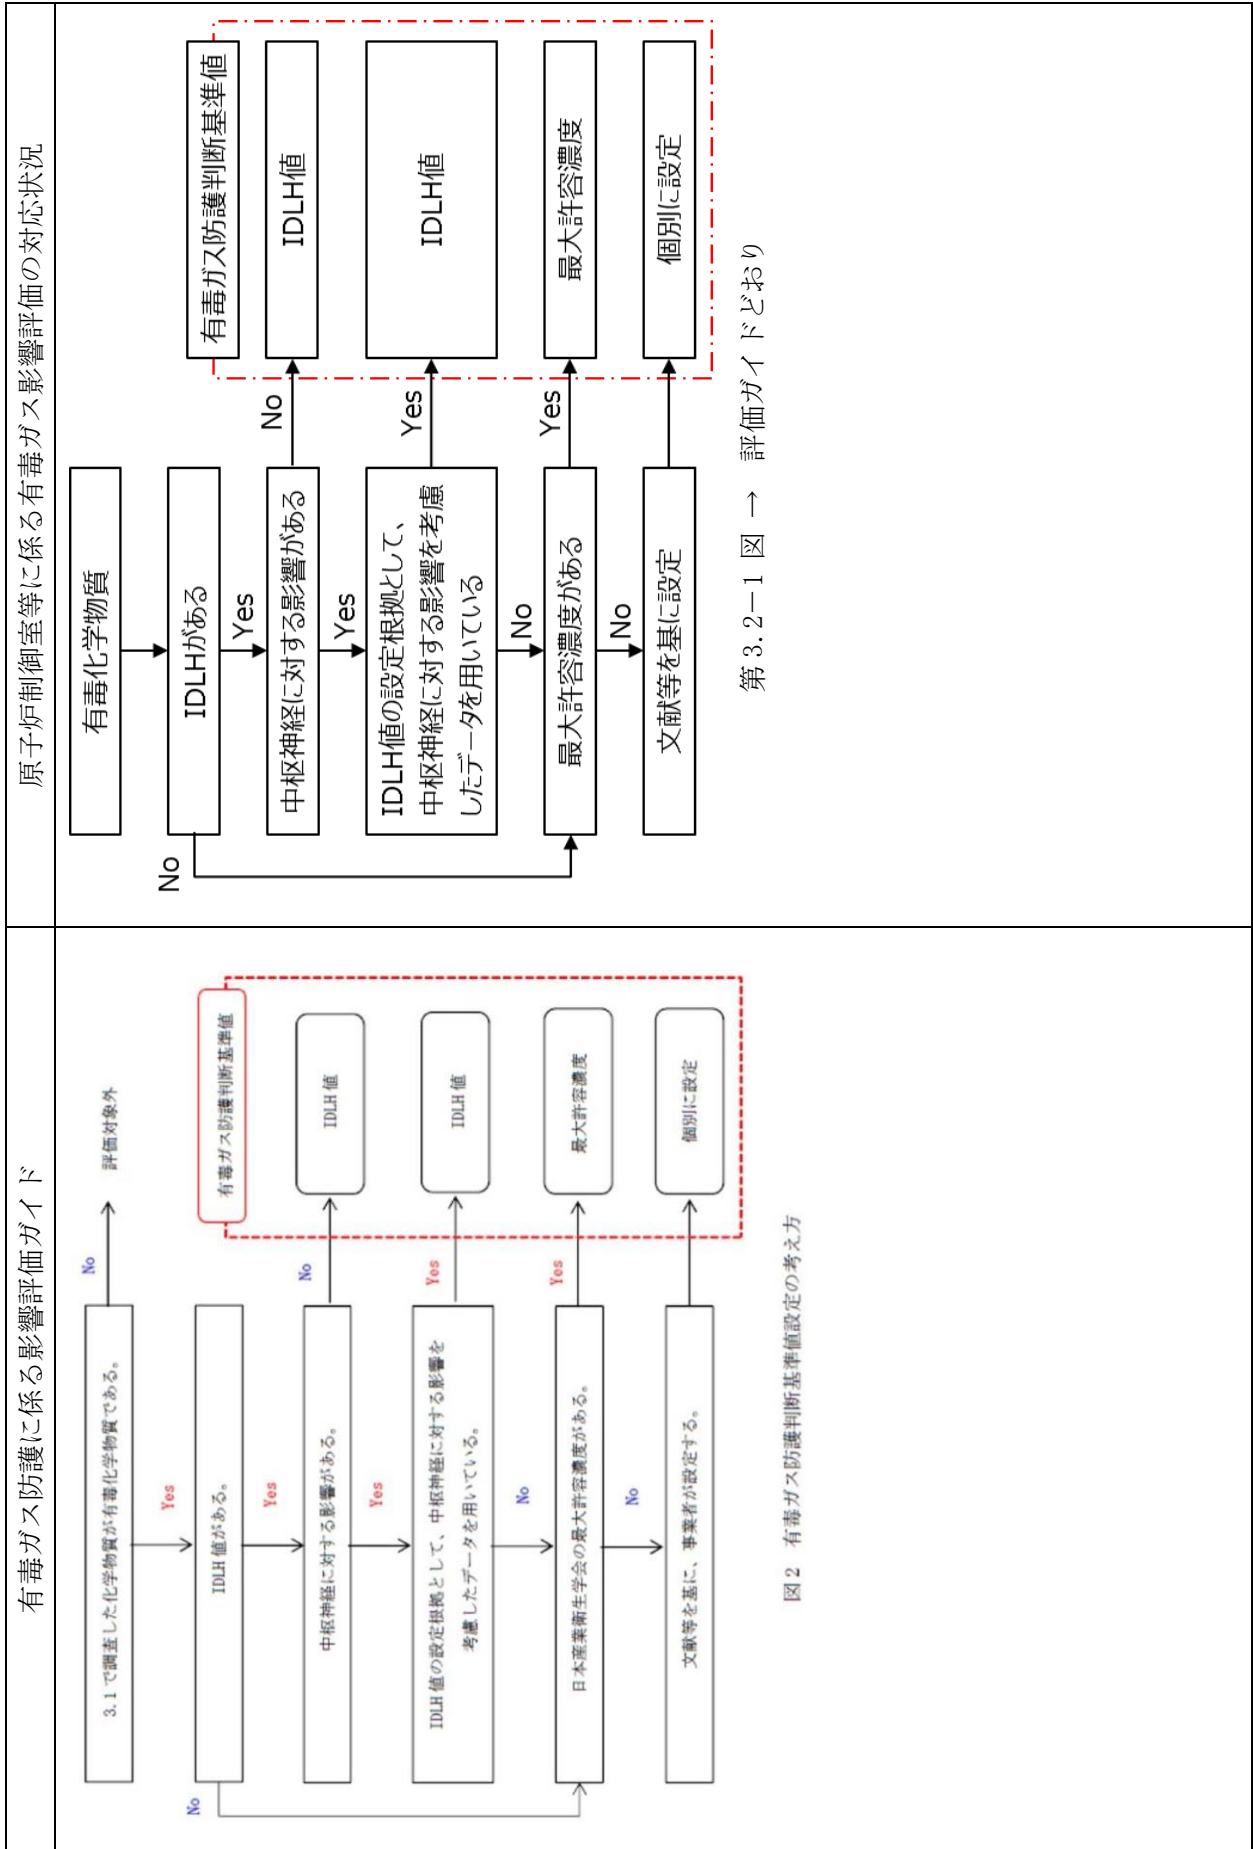 有毒ガス防護に係る影響評価ガイド
3.1で調査した化学物質が有毒化学物質である。
No
評価対象外
Yes
有毒ガス防護判断基準値
IDLH 値がある。
No
Yes
中枢神経に対する影響がある。
No
IDLH 値
Yes
IDLH 値の設定根拠として、中枢神経に対する影響を
考慮したデータを用いている。
Yes
IDLH 値
No
日本産業衛生学会の最大許容濃度がある。
Yes
最大許容濃度
No
文献等を基に、事業者が設定する。
個別に設定
図2 有毒ガス防護判断基準値設定の考え方
原子炉制御室等に係る有毒ガス影響評価の対応状況
有毒化学物質
有毒ガス防護判断基準値
No
IDLHがある
Yes
中枢神経に対する影響がある
No
IDLH値
Yes
IDLH値の設定根拠として、
中枢神経に対する影響を考慮
したデータを用いている
Yes
IDLH値
No
最大許容濃度がある
Yes
最大許容濃度
No
文献等を基に設定
個別に設定
第3.2－1 図 → 評価ガイドどおり